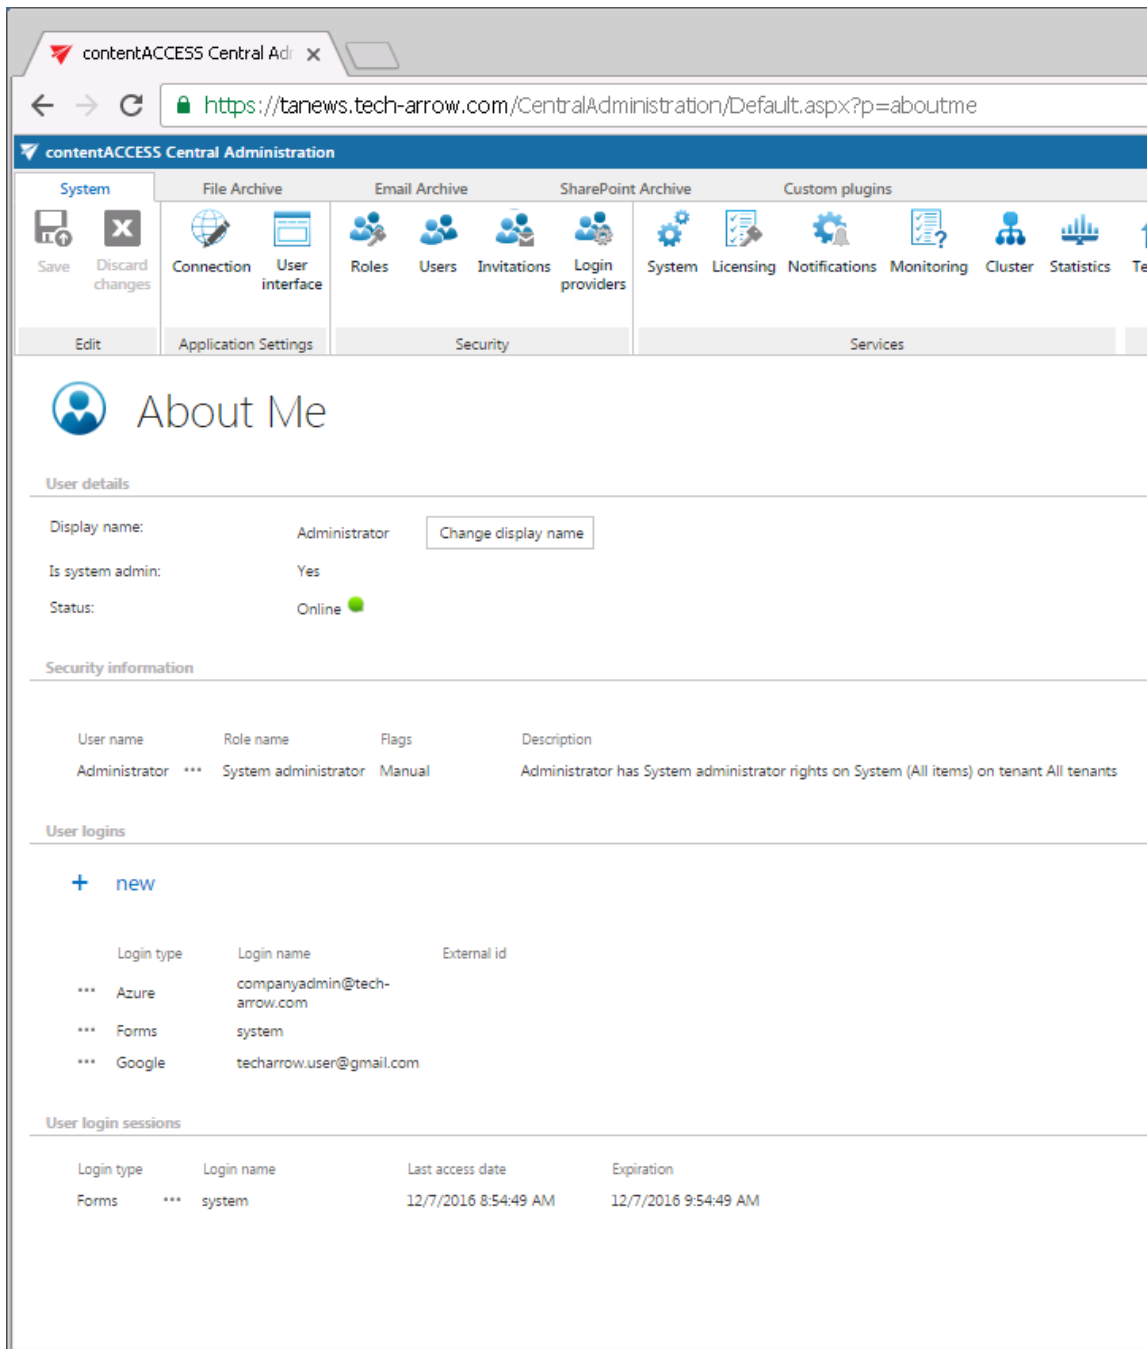 contentACCESS Central Adr
https://tanews.tech-arrow.com/CentralAdministration/Default.aspx?p=aboutme
contentACCESS Central Administration
System File Archive Email Archive SharePoint Archive Custom plugins
Save Discard changes Connection User interface Roles Users Invitations Login providers System Licensing Notifications Monitoring Cluster Statistics Te
Edit Application Settings Security Services
About Me
User details
Display name: Administrator Change display name
Is system admin: Yes
Status: Online
Security information
User name Role name Flags Description
Administrator ••• System administrator Manual Administrator has System administrator rights on System (All items) on tenant All tenants
User logins
+ new
Login type Login name External id
••• Azure companyadmin@tech-
arrow.com
••• Forms system
••• Google techarrow.user@gmail.com
User login sessions
Login type Login name Last access date Expiration
Forms ••• system 12/7/2016 8:54:49 AM 12/7/2016 9:54:49 AM